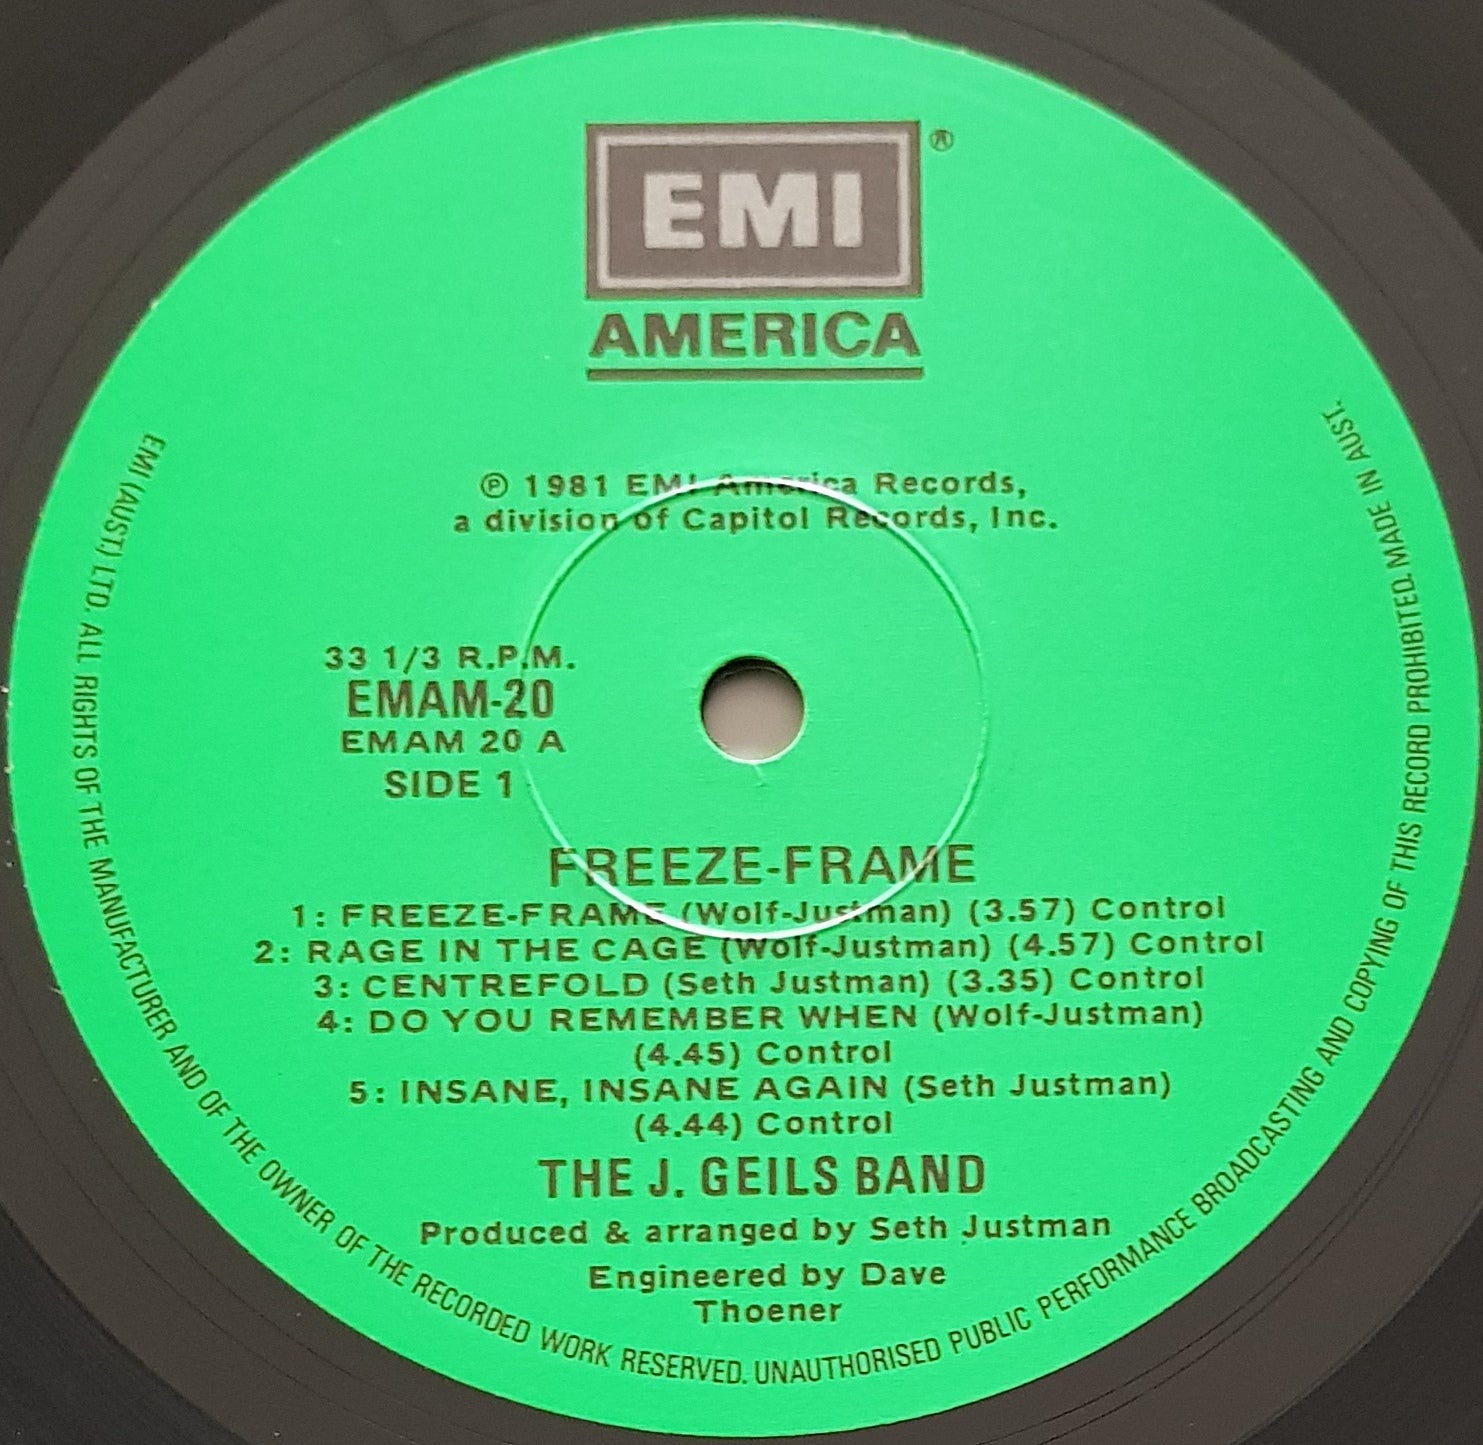 EMI ®
AMERICA
℗ 1981 EMI America Records,
a division of Capitol Records, Inc.
33 1/3 R.P.M.
EMAM-20
EMAM 20 A
SIDE 1
FREEZE-FRAME
1: FREEZE-FRAME (Wolf-Justman) (3.57) Control
2: RAGE IN THE CAGE (Wolf-Justman) (4.57) Control
3: CENTREFOLD (Seth Justman) (3.35) Control
4: DO YOU REMEMBER WHEN (Wolf-Justman)
(4.45) Control
5: INSANE, INSANE AGAIN (Seth Justman)
(4.44) Control
THE J. GEILS BAND
Produced & arranged by Seth Justman
Engineered by Dave
Thoener
EMI (AUST) LTD. ALL RIGHTS OF THE MANUFACTURER AND OF THE OWNER OF THE RECORDED WORK RESERVED. UNAUTHORISED PUBLIC PERFORMANCE BROADCASTING AND COPYING OF THIS RECORD PROHIBITED. MADE IN AUST.